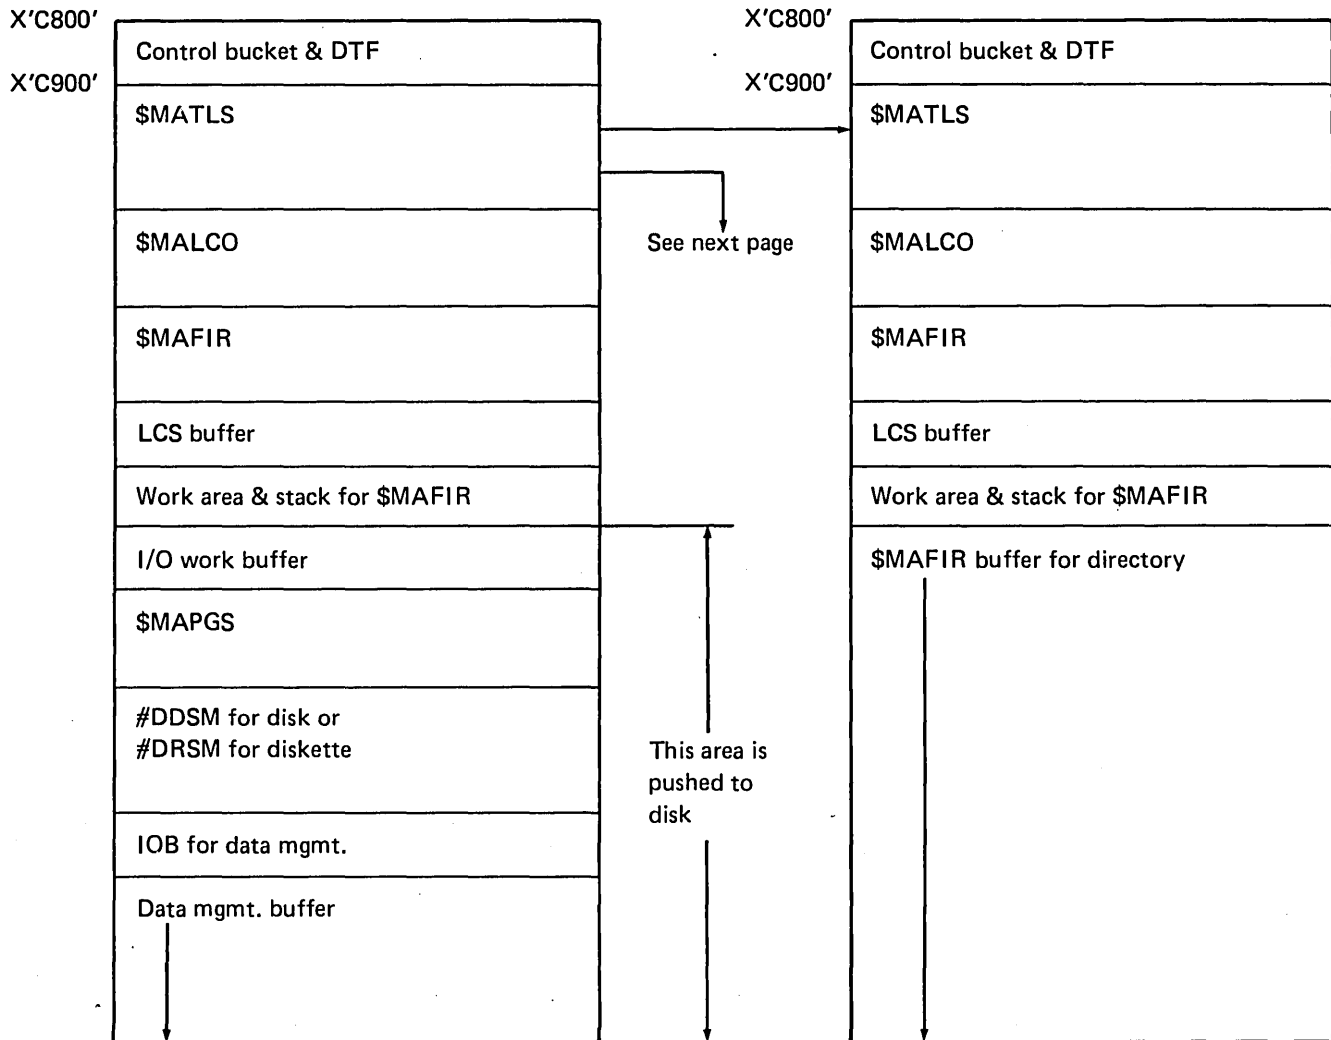 X'C800'
Control bucket & DTF
X'C900'
$MATLS
$MALCO
$MAFIR
LCS buffer
Work area & stack for $MAFIR
I/O work buffer
$MAPGS
#DDSM for disk or
#DRSM for diskette
IOB for data mgmt.
Data mgmt. buffer
See next page
This area is
pushed to
disk
X'C800'
Control bucket & DTF
X'C900'
$MATLS
$MALCO
$MAFIR
LCS buffer
Work area & stack for $MAFIR
$MAFIR buffer for directory